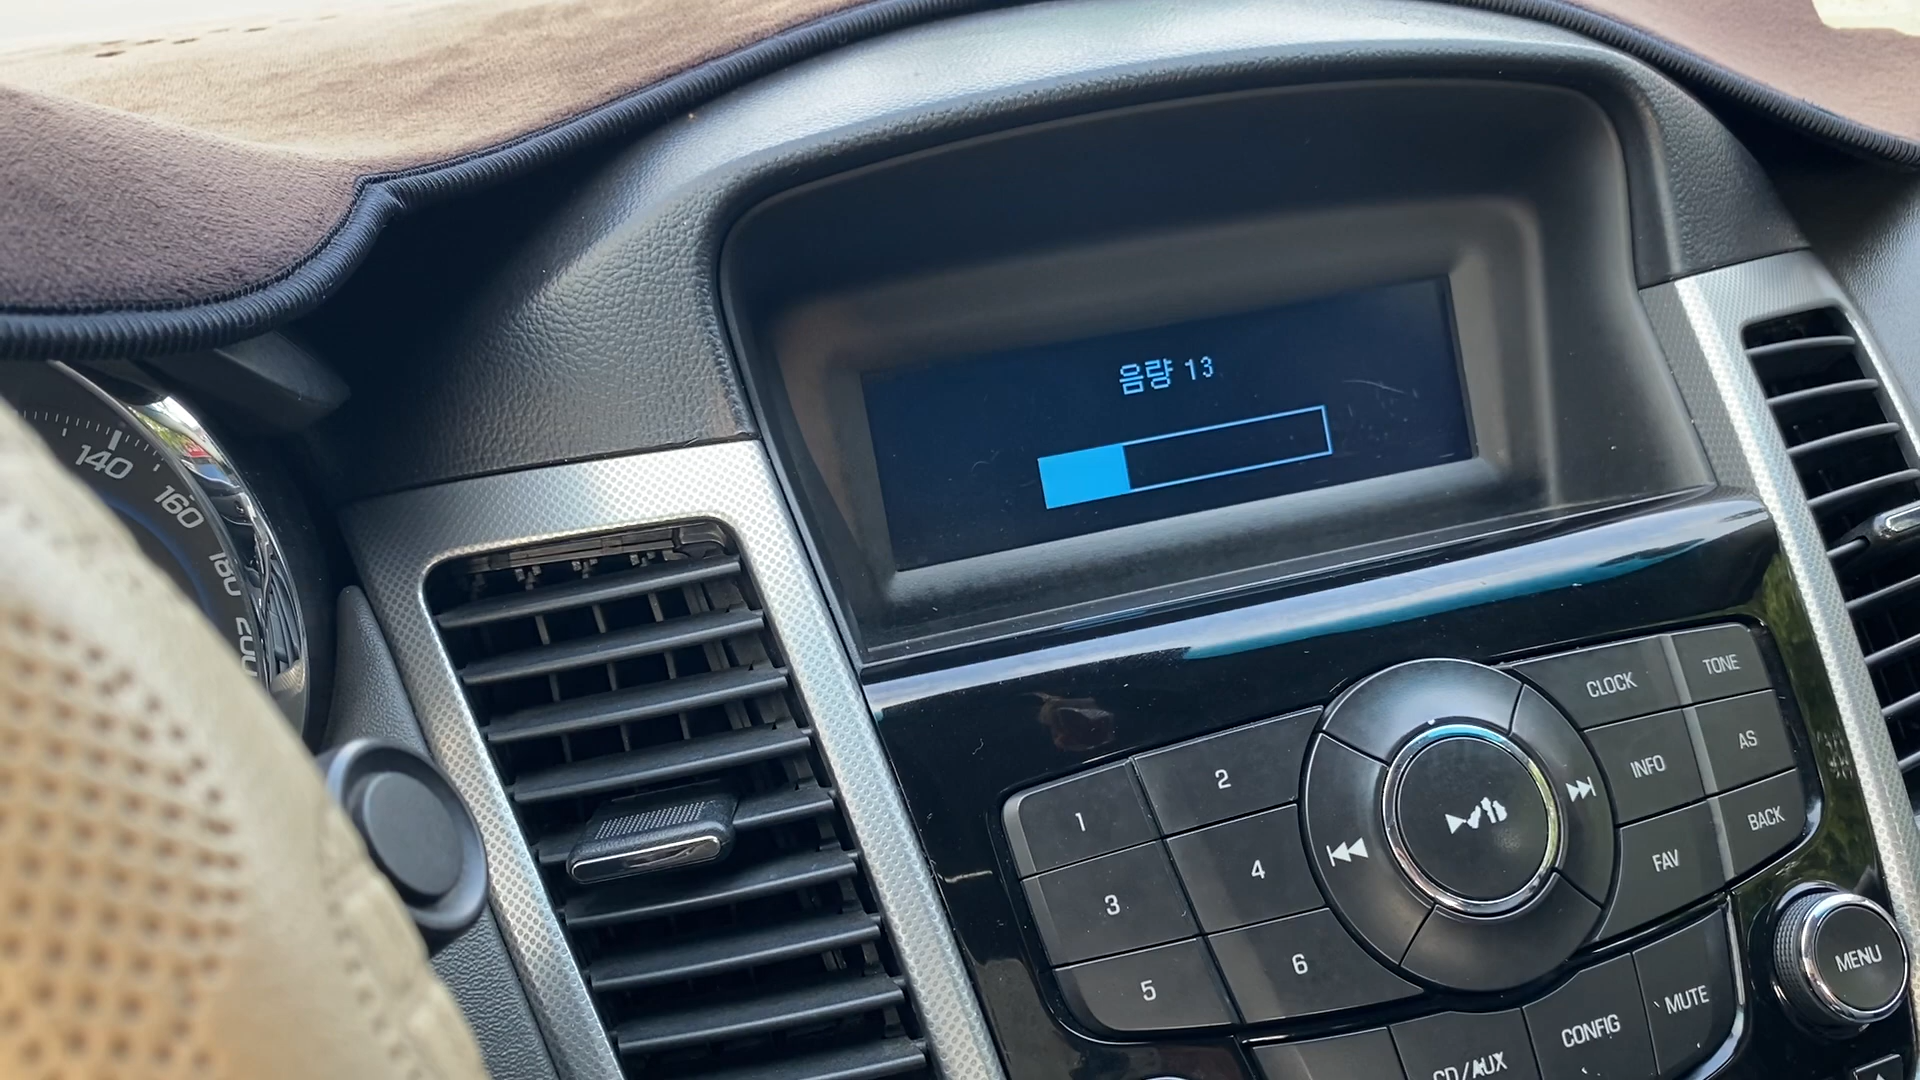 음량 13
140
160
180
200
CLOCK
TONE
1
2
INFO
AS
3
4
FAV
BACK
5
6
CD/AUX
CONFIG
MUTE
MENU